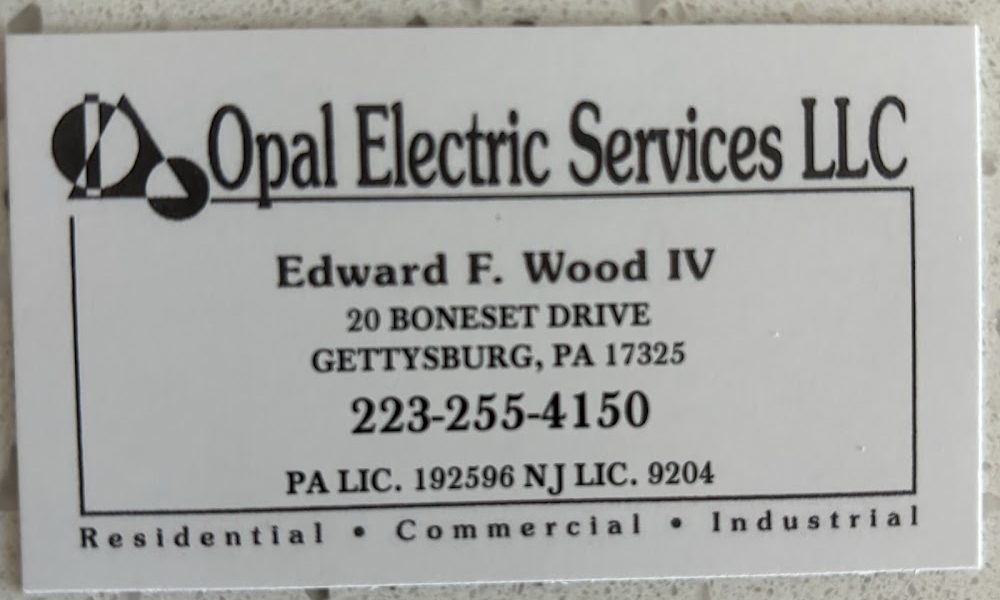 Opal Electric Services LLC
Edward F. Wood IV
20 BONESET DRIVE
GETTYSBURG, PA 17325
223-255-4150
PA LIC. 192596 NJ LIC. 9204
Residential • Commercial • Industrial